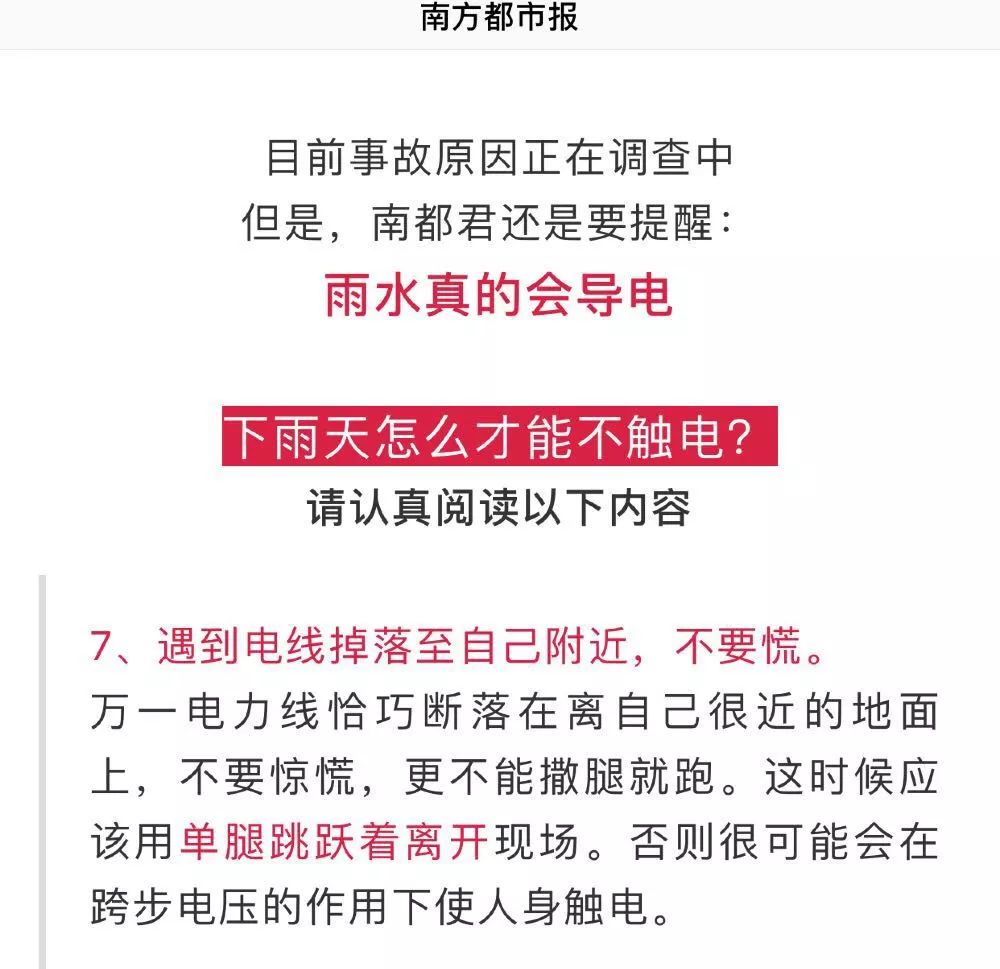 南方都市报
目前事故原因正在调查中
但是，南都君还是要提醒：
雨水真的会导电
下雨天怎么才能不触电？
请认真阅读以下内容
7、遇到电线掉落至自己附近，不要慌。
万一电力线恰巧断落在离自己很近的地面
上，不要惊慌，更不能撒腿就跑。这时候应
该用单腿跳跃着离开现场。否则很可能会在
跨步电压的作用下使人身触电。